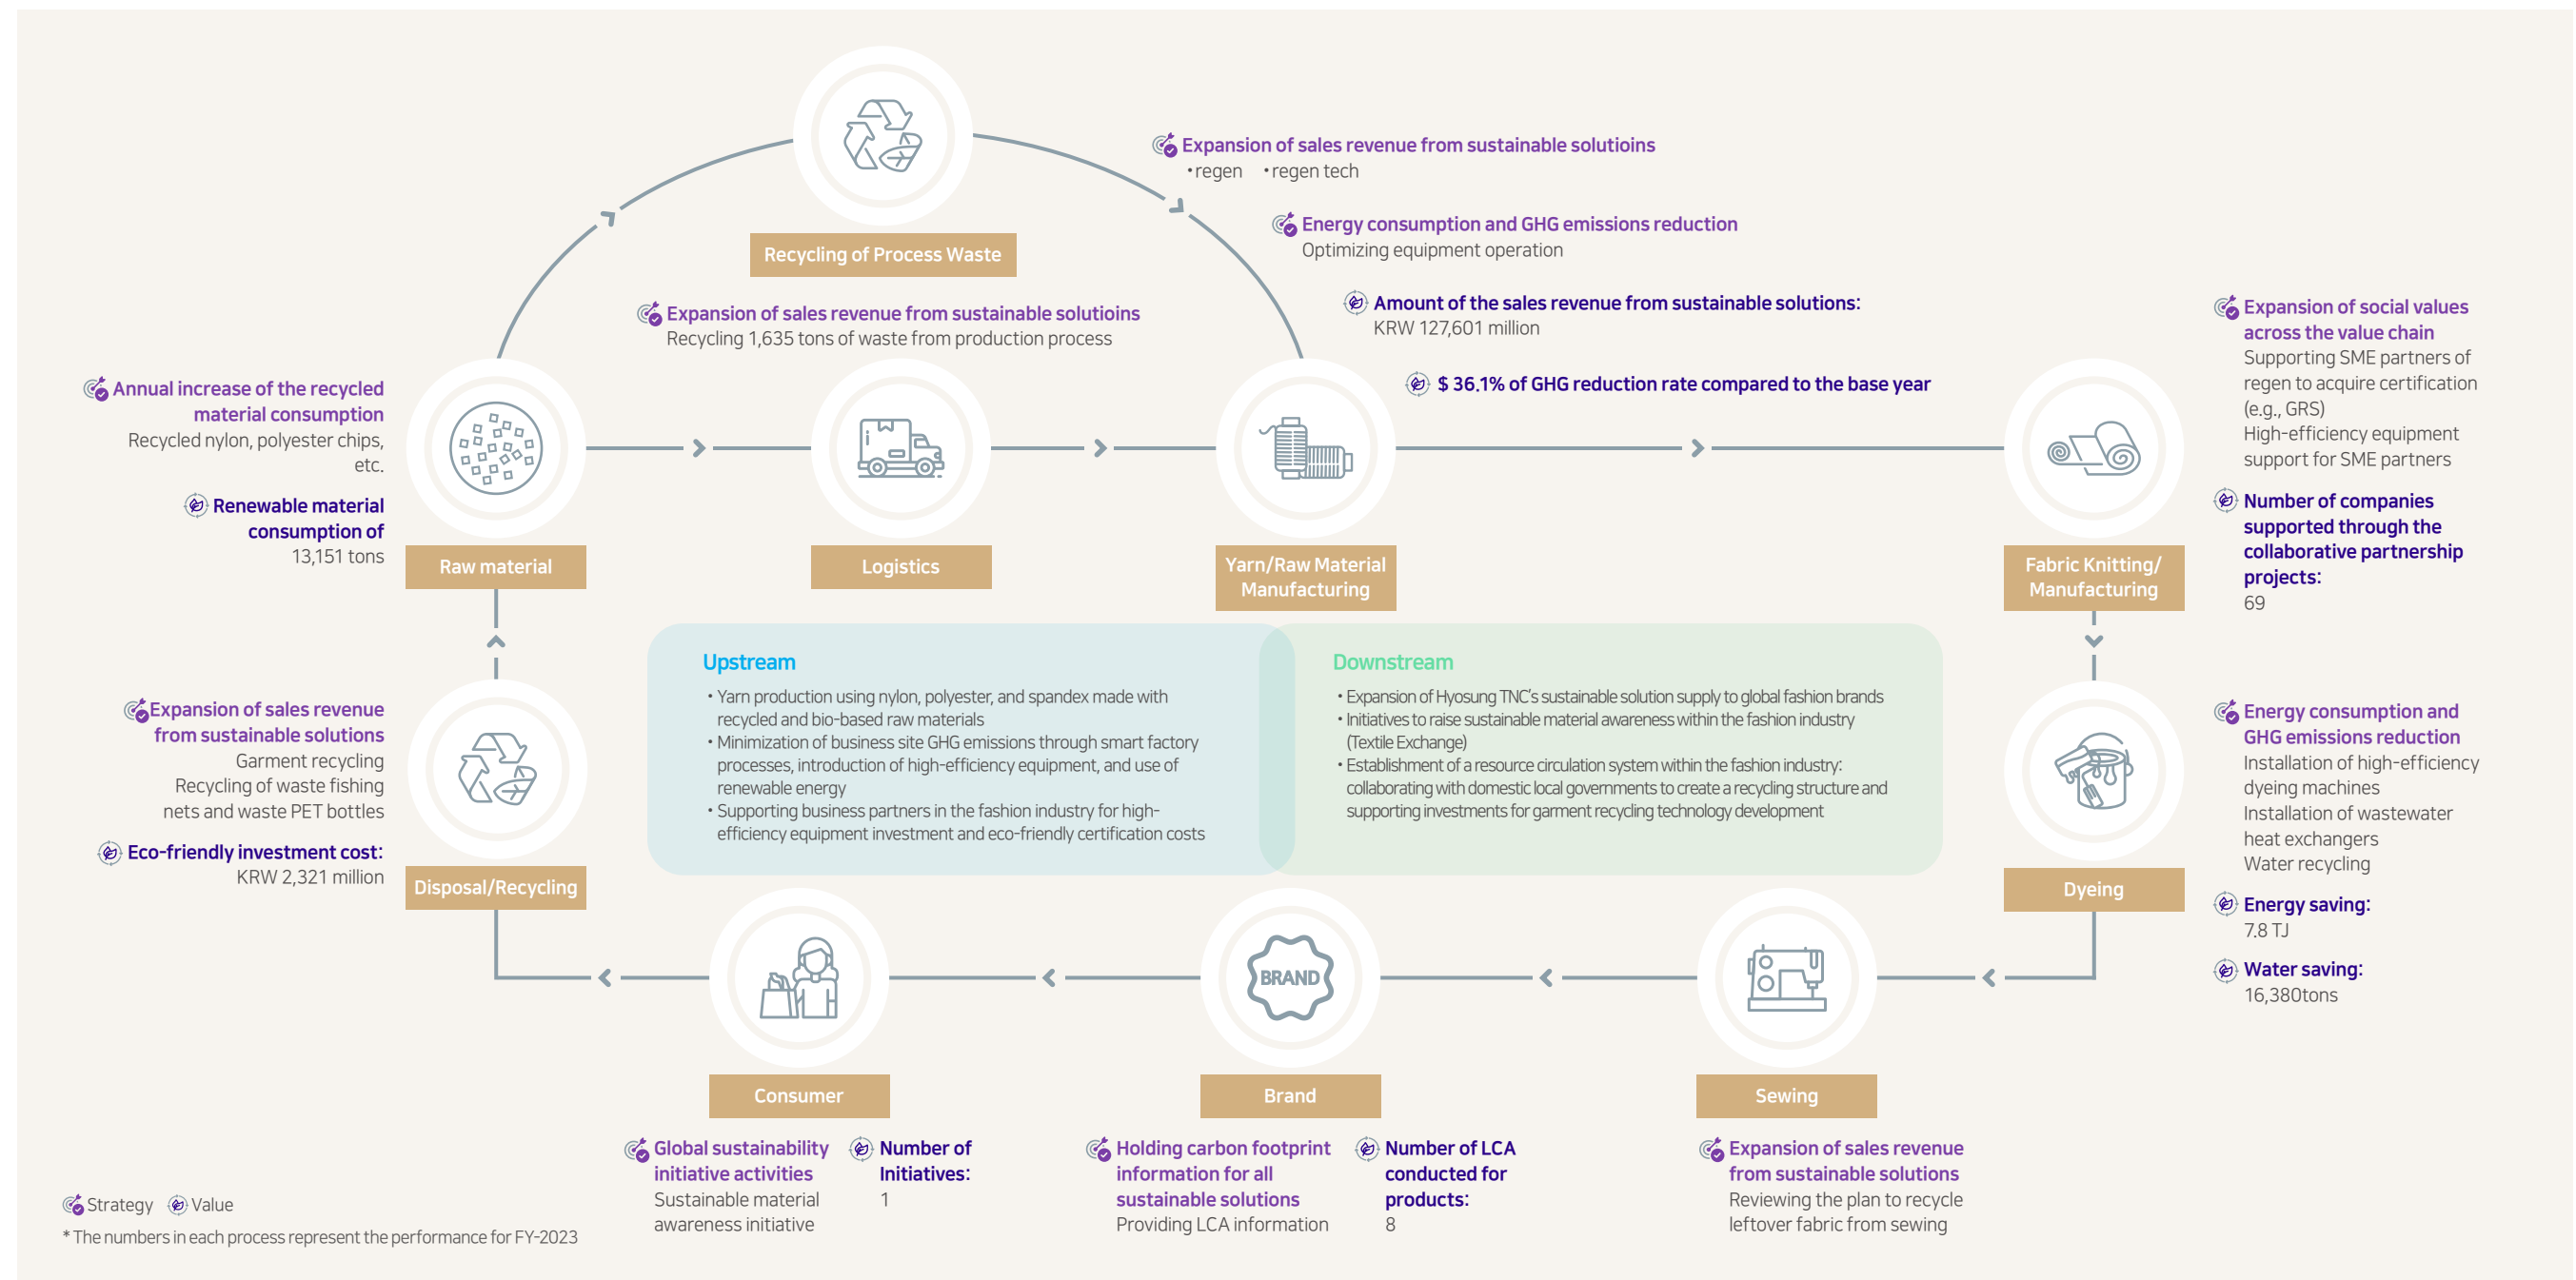 Recycling of Process Waste
Expansion of sales revenue from sustainable solutioins
Recycling 1,635 tons of waste from production process
Expansion of sales revenue from sustainable solutioins
• regen • regen tech
Energy consumption and GHG emissions reduction
Optimizing equipment operation
Amount of the sales revenue from sustainable solutions:
KRW 127,601 million
$ 36.1% of GHG reduction rate compared to the base year
Annual increase of the recycled
material consumption
Recycled nylon, polyester chips,
etc.
Renewable material
consumption of
13,151 tons
Raw material
Logistics
Yarn/Raw Material
Manufacturing
Fabric Knitting/
Manufacturing
Expansion of social values
across the value chain
Supporting SME partners of
regen to acquire certification
(e.g., GRS)
High-efficiency equipment
support for SME partners
Number of companies
supported through the
collaborative partnership
projects:
69
Upstream
• Yarn production using nylon, polyester, and spandex made with
recycled and bio-based raw materials
• Minimization of business site GHG emissions through smart factory
processes, introduction of high-efficiency equipment, and use of
renewable energy
• Supporting business partners in the fashion industry for high-
efficiency equipment investment and eco-friendly certification costs
Downstream
• Expansion of Hyosung TNC's sustainable solution supply to global fashion brands
• Initiatives to raise sustainable material awareness within the fashion industry
(Textile Exchange)
• Establishment of a resource circulation system within the fashion industry:
collaborating with domestic local governments to create a recycling structure and
supporting investments for garment recycling technology development
Expansion of sales revenue
from sustainable solutions
Garment recycling
Recycling of waste fishing
nets and waste PET bottles
Eco-friendly investment cost:
KRW 2,321 million
Disposal/Recycling
Dyeing
Energy consumption and
GHG emissions reduction
Installation of high-efficiency
dyeing machines
Installation of wastewater
heat exchangers
Water recycling
Energy saving:
7.8 TJ
Water saving:
16,380tons
BRAND
Consumer
Brand
Sewing
Global sustainability
initiative activities
Sustainable material
awareness initiative
Number of
Initiatives:
1
Holding carbon footprint
information for all
sustainable solutions
Providing LCA information
Number of LCA
conducted for
products:
8
Expansion of sales revenue
from sustainable solutions
Reviewing the plan to recycle
leftover fabric from sewing
Strategy Value
* The numbers in each process represent the performance for FY-2023